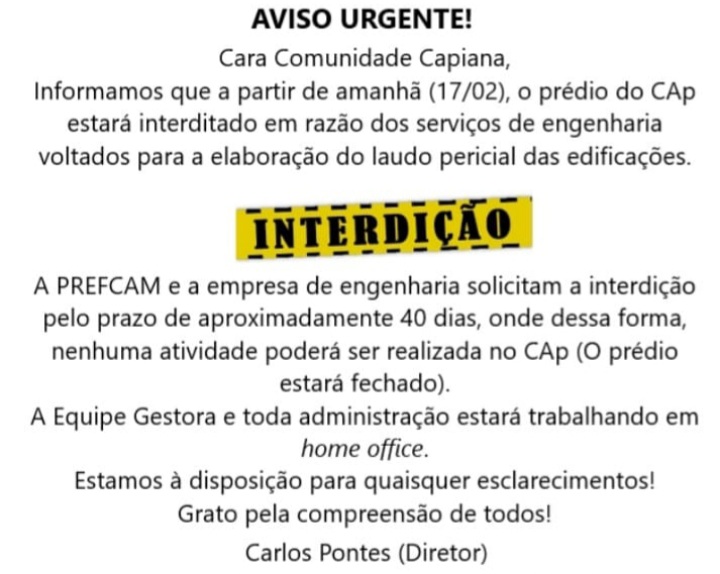 AVISO URGENTE!
Cara Comunidade Capiana,
Informamos que a partir de amanhã (17/02), o prédio do CAp
estará interditado em razão dos serviços de engenharia
voltados para a elaboração do laudo pericial das edificações.
INTERDIÇÃO
A PREFCAM e a empresa de engenharia solicitam a interdição
pelo prazo de aproximadamente 40 dias, onde dessa forma,
nenhuma atividade poderá ser realizada no CAp (O prédio
estará fechado).
A Equipe Gestora e toda administração estará trabalhando em
home office.
Estamos à disposição para quaisquer esclarecimentos!
Grato pela compreensão de todos!
Carlos Pontes (Diretor)